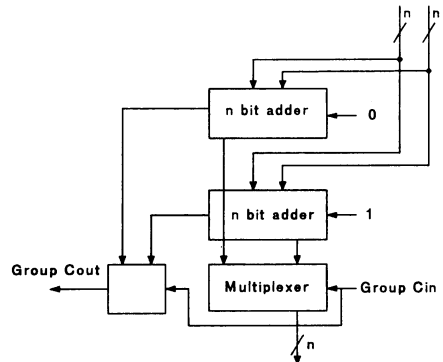 n n
n bit adder 0
n bit adder 1
Group Cout
Multiplexer Group Cin
n